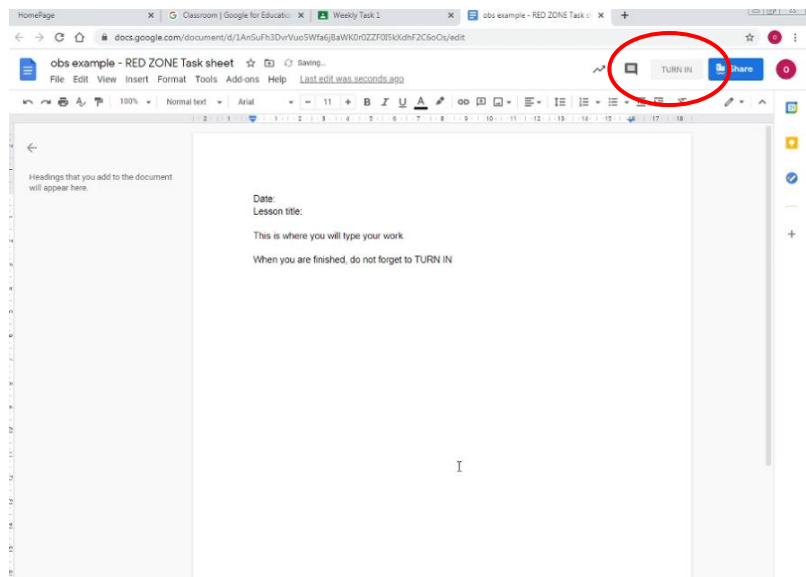 HomePage
Classroom | Google for Educatio
Weekly Task 1
obs example - RED ZONE Task s
docs.google.com/document/d/
/edit
obs example - RED ZONE Task sheet
Saving...
TURN IN
Share
File Edit View Insert Format Tools Add-ons Help Last edit was seconds ago
100% Normal text Arial 11 B I U A
Headings that you add to the document
will appear here.
Date:
Lesson title:
This is where you will type your work
When you are finished, do not forget to TURN IN